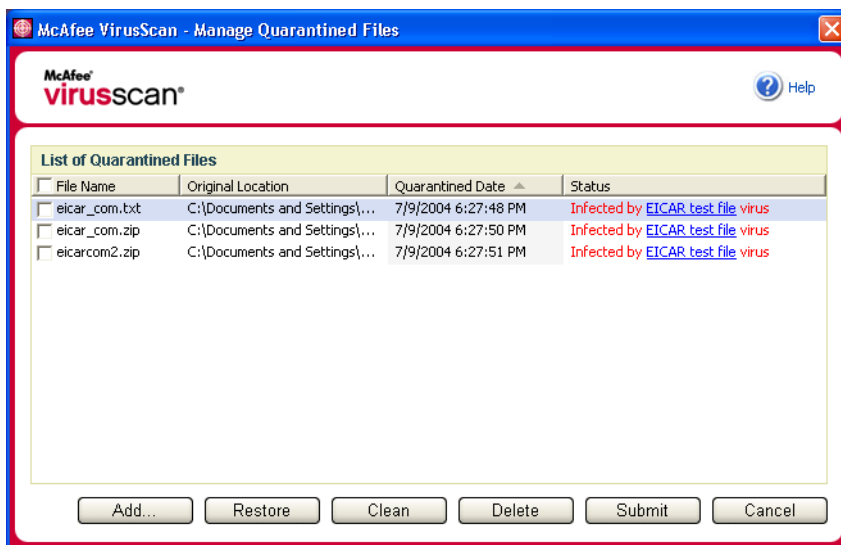 McAfee VirusScan - Manage Quarantined Files
McAfee®
virusscan®
Help
List of Quarantined Files
File Name Original Location Quarantined Date Status
eicar_com.txt C:\Documents and Settings\... 7/9/2004 6:27:48 PM Infected by EICAR test file virus
eicar_com.zip C:\Documents and Settings\... 7/9/2004 6:27:50 PM Infected by EICAR test file virus
eicarcom2.zip C:\Documents and Settings\... 7/9/2004 6:27:51 PM Infected by EICAR test file virus
Add... Restore Clean Delete Submit Cancel